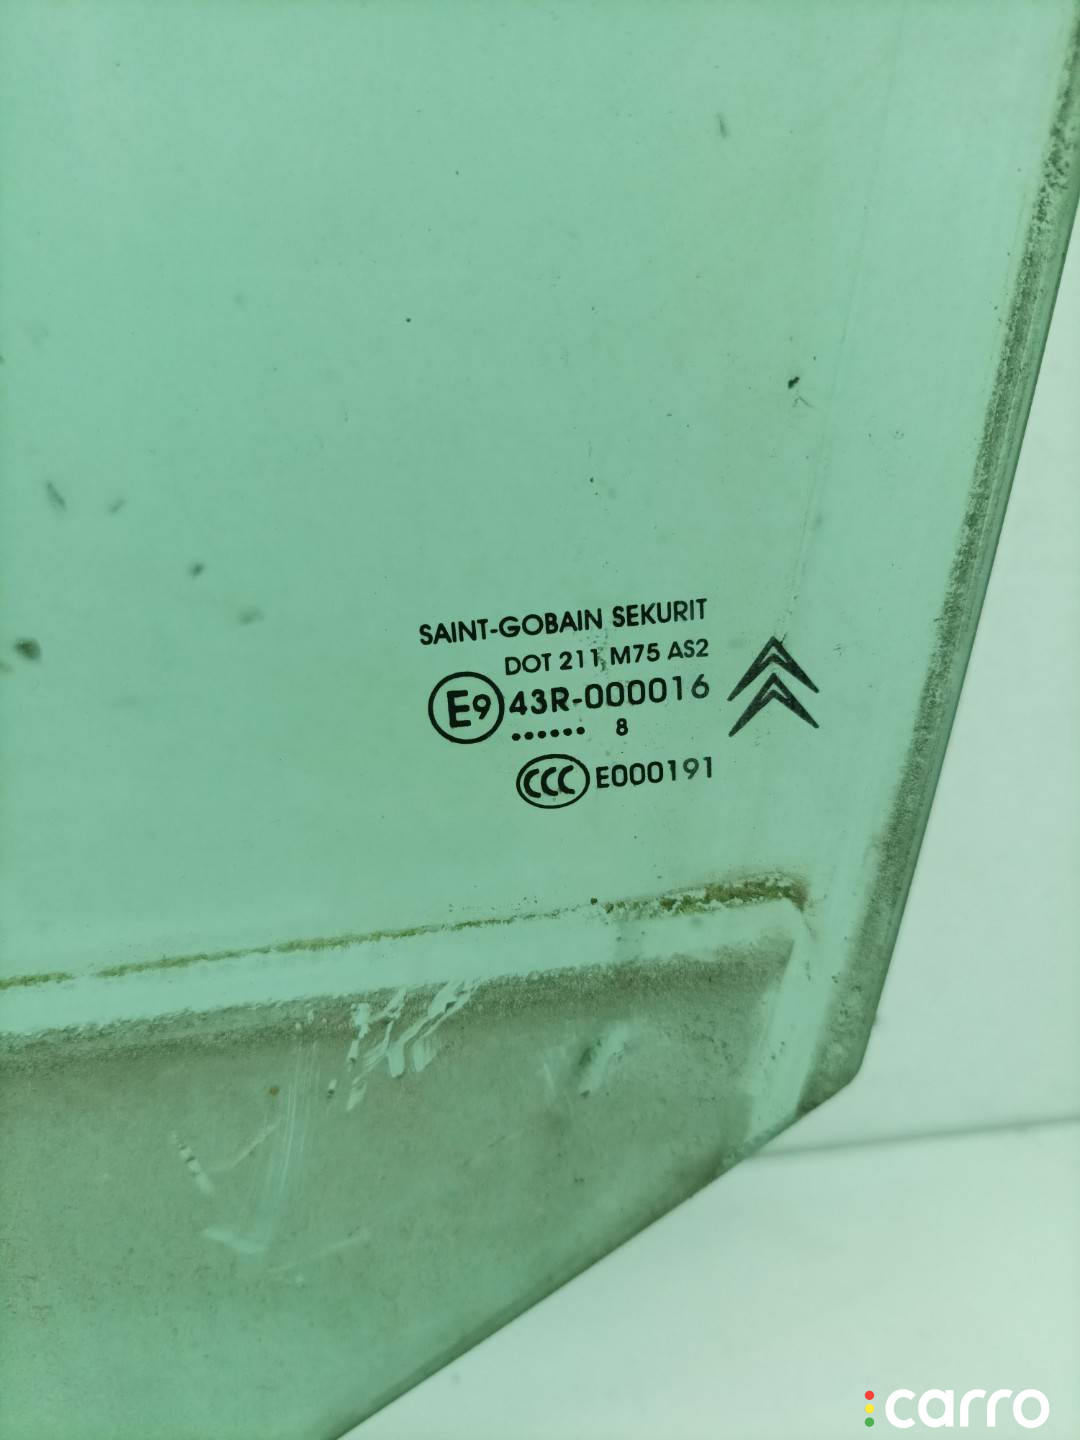 SAINT-GOBAIN SEKURIT
DOT 211 M75 AS2
E9 43R-000016
...... 8
CCC E000191
carro